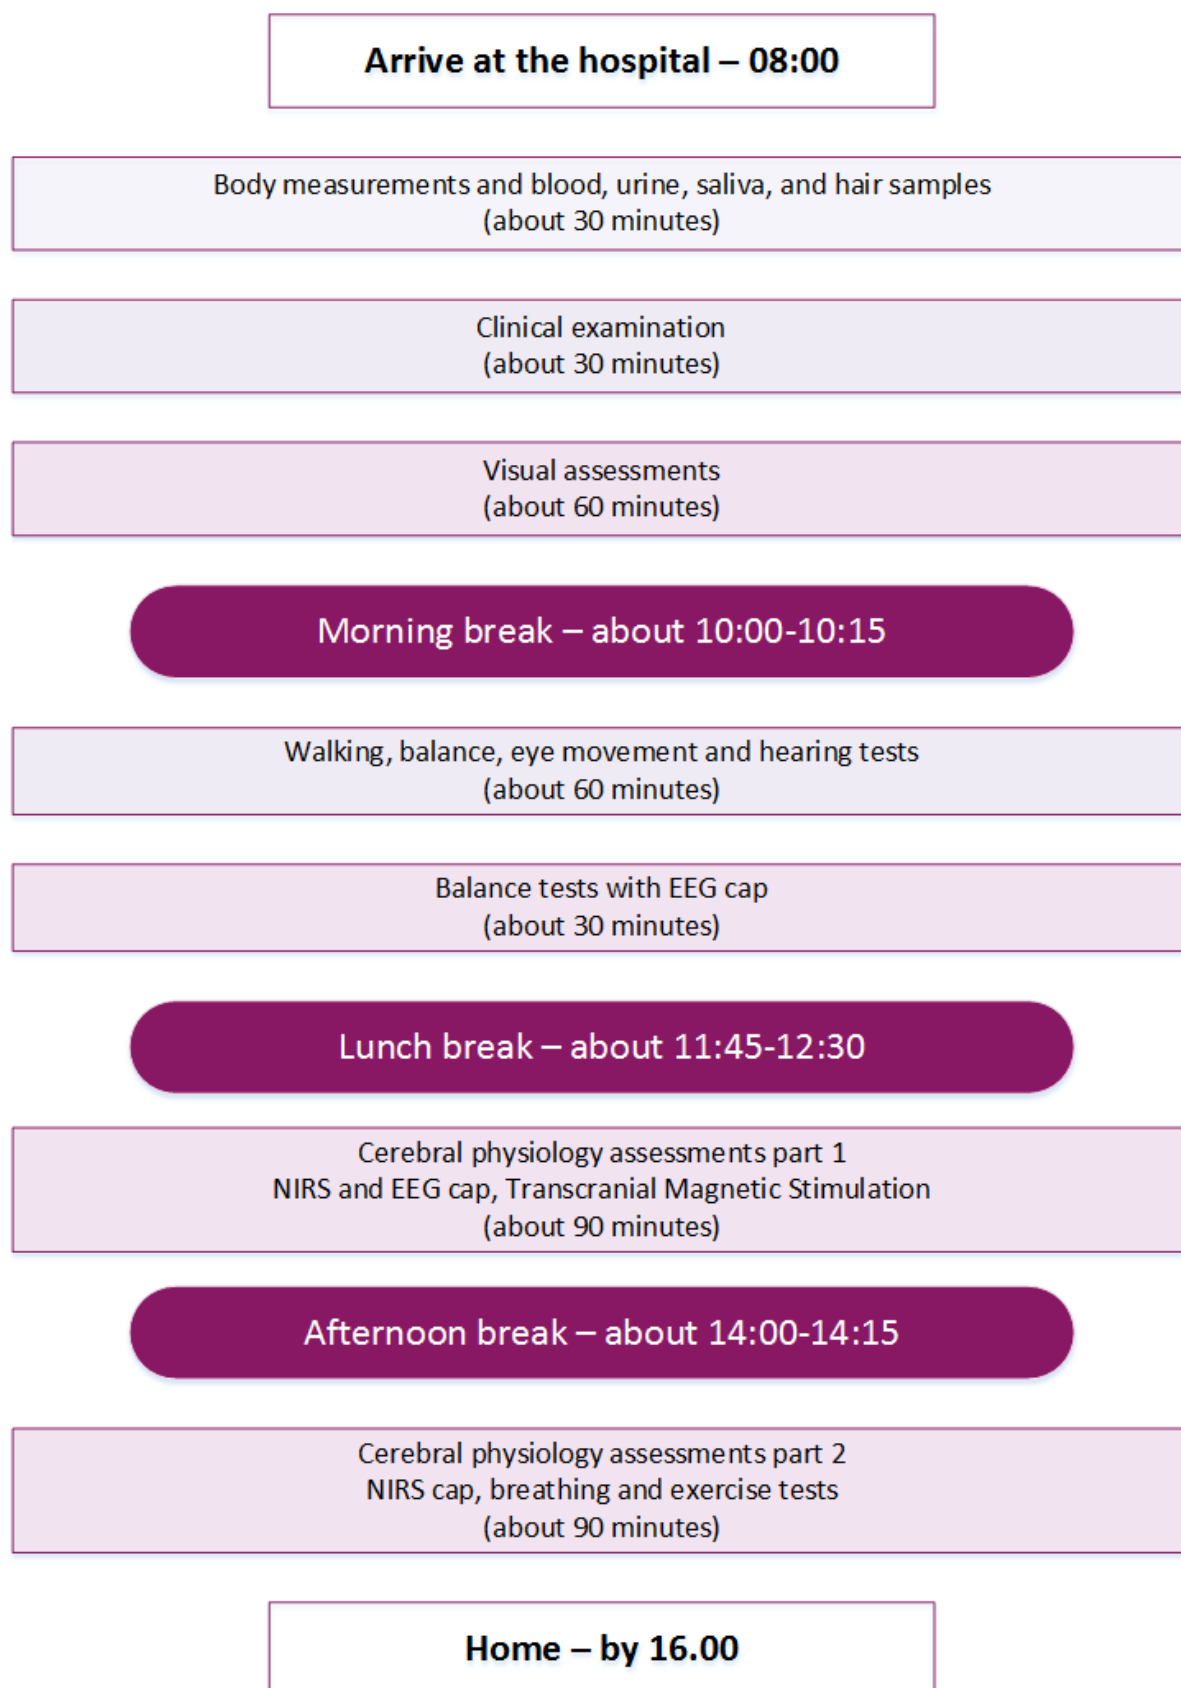 Arrive at the hospital – 08:00
Body measurements and blood, urine, saliva, and hair samples
(about 30 minutes)
Clinical examination
(about 30 minutes)
Visual assessments
(about 60 minutes)
Morning break – about 10:00-10:15
Walking, balance, eye movement and hearing tests
(about 60 minutes)
Balance tests with EEG cap
(about 30 minutes)
Lunch break – about 11:45-12:30
Cerebral physiology assessments part 1
NIRS and EEG cap, Transcranial Magnetic Stimulation
(about 90 minutes)
Afternoon break – about 14:00-14:15
Cerebral physiology assessments part 2
NIRS cap, breathing and exercise tests
(about 90 minutes)
Home – by 16.00